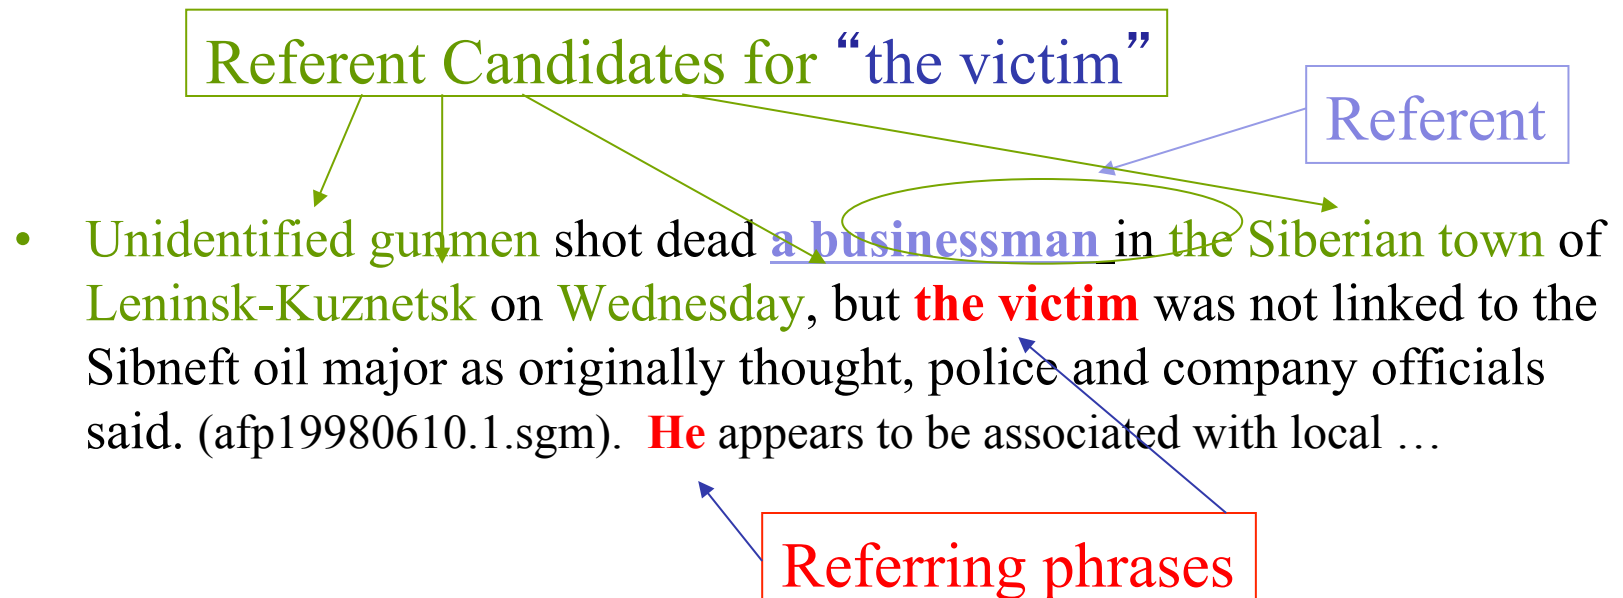 Referent Candidates for “the victim”
Referent
• Unidentified gunmen shot dead a businessman in the Siberian town of
Leninsk-Kuznetsk on Wednesday, but the victim was not linked to the
Sibneft oil major as originally thought, police and company officials
said. (afp19980610.1.sgm). He appears to be associated with local …
Referring phrases